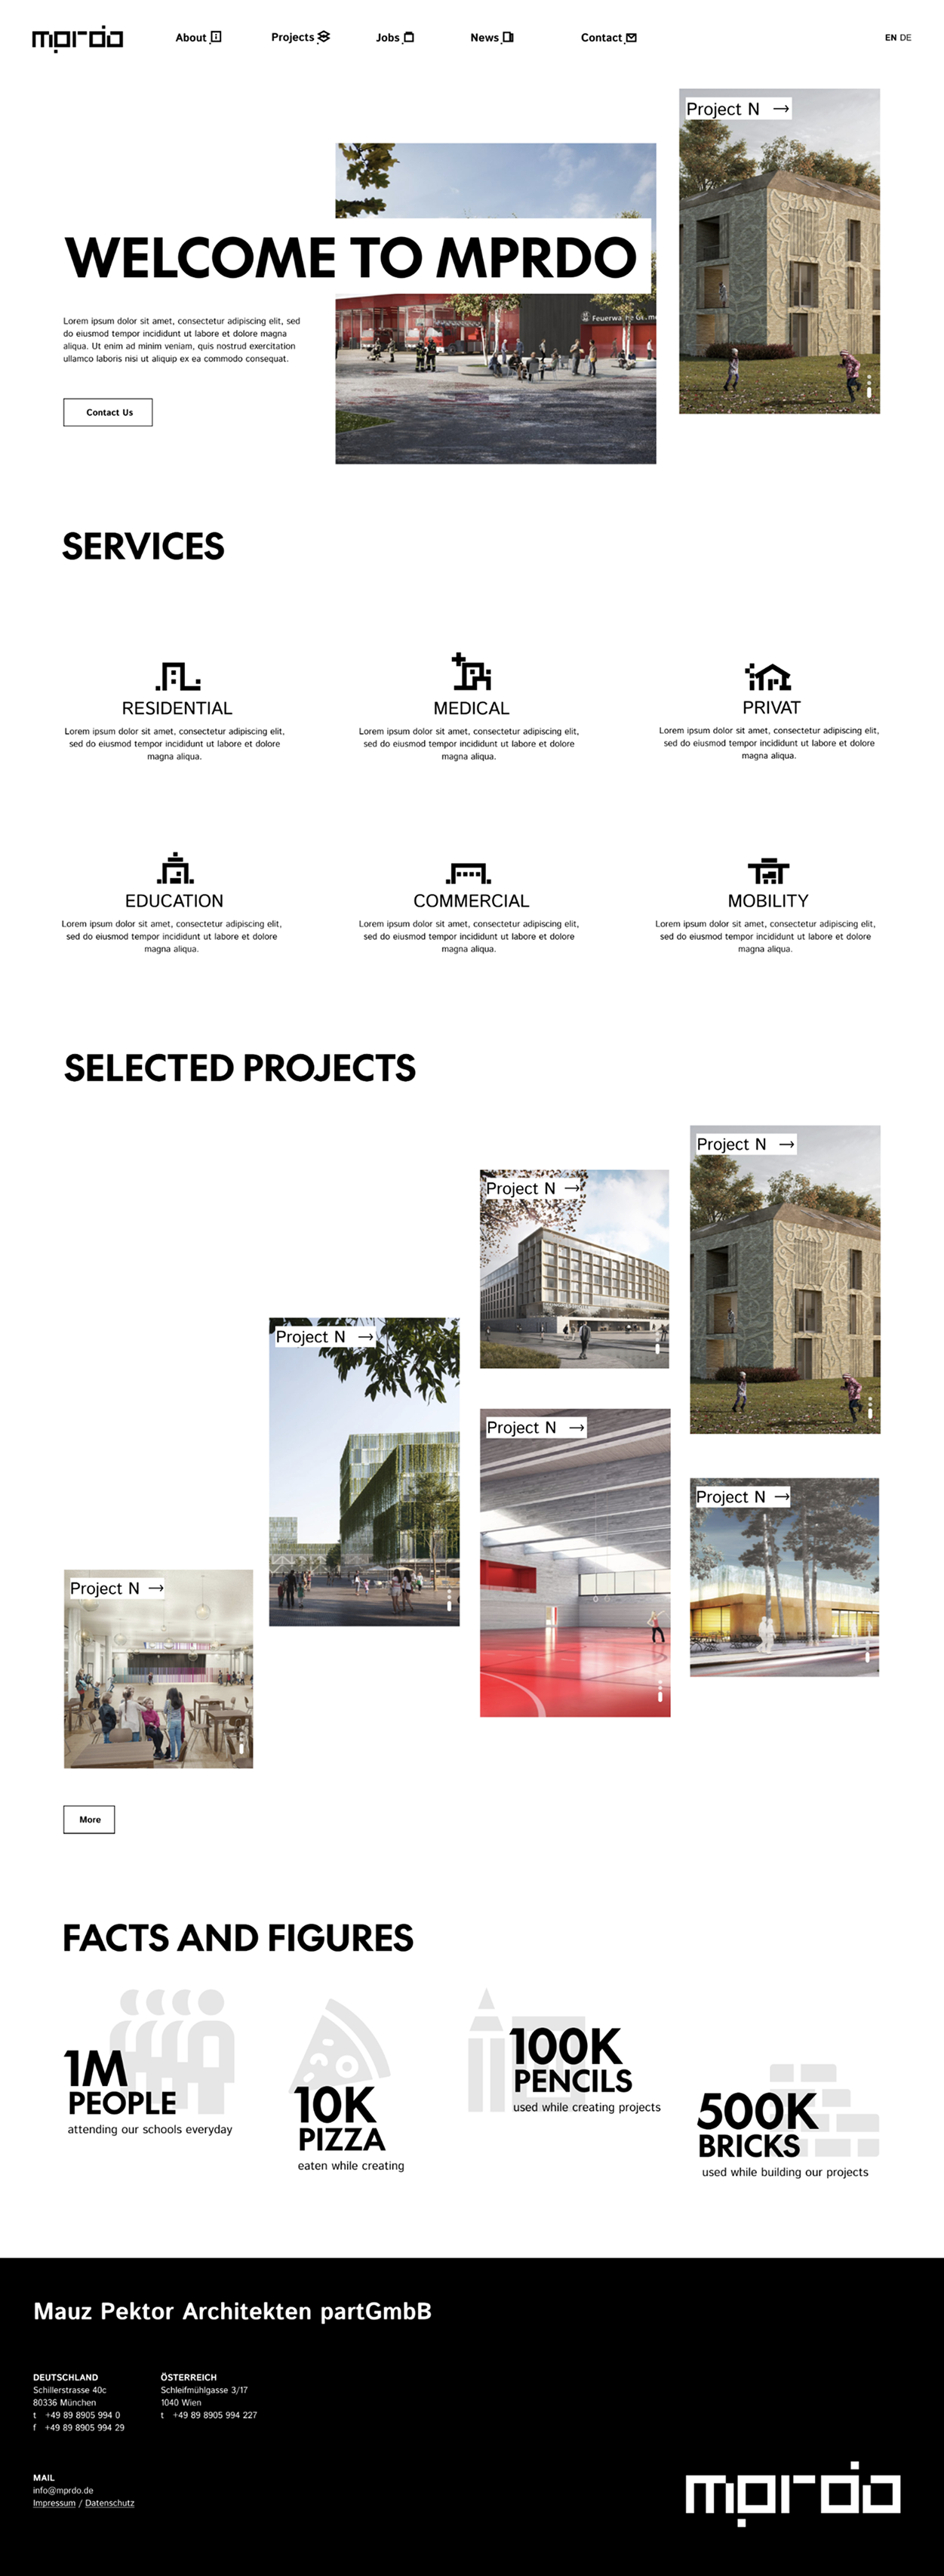 mprdo
About
Projects
Jobs
News
Contact
EN DE
Project N →
WELCOME TO MPRDO
Feuerwa
Lorem ipsum dolor sit amet, consectetur adipiscing elit, sed
do eiusmod tempor incididunt ut labore et dolore magna
aliqua. Ut enim ad minim veniam, quis nostrud exercitation
ullamco laboris nisi ut aliquip ex ea commodo consequat.
Contact Us
SERVICES
RESIDENTIAL
Lorem ipsum dolor sit amet, consectetur adipiscing elit,
sed do eiusmod tempor incididunt ut labore et dolore
magna aliqua.
MEDICAL
Lorem ipsum dolor sit amet, consectetur adipiscing elit,
sed do eiusmod tempor incididunt ut labore et dolore
magna aliqua.
PRIVAT
Lorem ipsum dolor sit amet, consectetur adipiscing elit,
sed do eiusmod tempor incididunt ut labore et dolore
magna aliqua.
EDUCATION
Lorem ipsum dolor sit amet, consectetur adipiscing elit,
sed do eiusmod tempor incididunt ut labore et dolore
magna aliqua.
COMMERCIAL
Lorem ipsum dolor sit amet, consectetur adipiscing elit,
sed do eiusmod tempor incididunt ut labore et dolore
magna aliqua.
MOBILITY
Lorem ipsum dolor sit amet, consectetur adipiscing elit,
sed do eiusmod tempor incididunt ut labore et dolore
magna aliqua.
SELECTED PROJECTS
Project N →
Project N →
Project N →
Project N →
Project N →
Project N →
More
FACTS AND FIGURES
1M
PEOPLE
attending our schools everyday
10K
PIZZA
eaten while creating
100K
PENCILS
used while creating projects
500K
BRICKS
used while building our projects
Mauz Pektor Architekten partGmbB
DEUTSCHLAND
Schillerstrasse 40c
80336 München
t +49 89 8905 994 0
f +49 89 8905 994 29
ÖSTERREICH
Schleifmühlgasse 3/17
1040 Wien
t +49 89 8905 994 227
MAIL
info@mprdo.de
Impressum / Datenschutz
mprdo